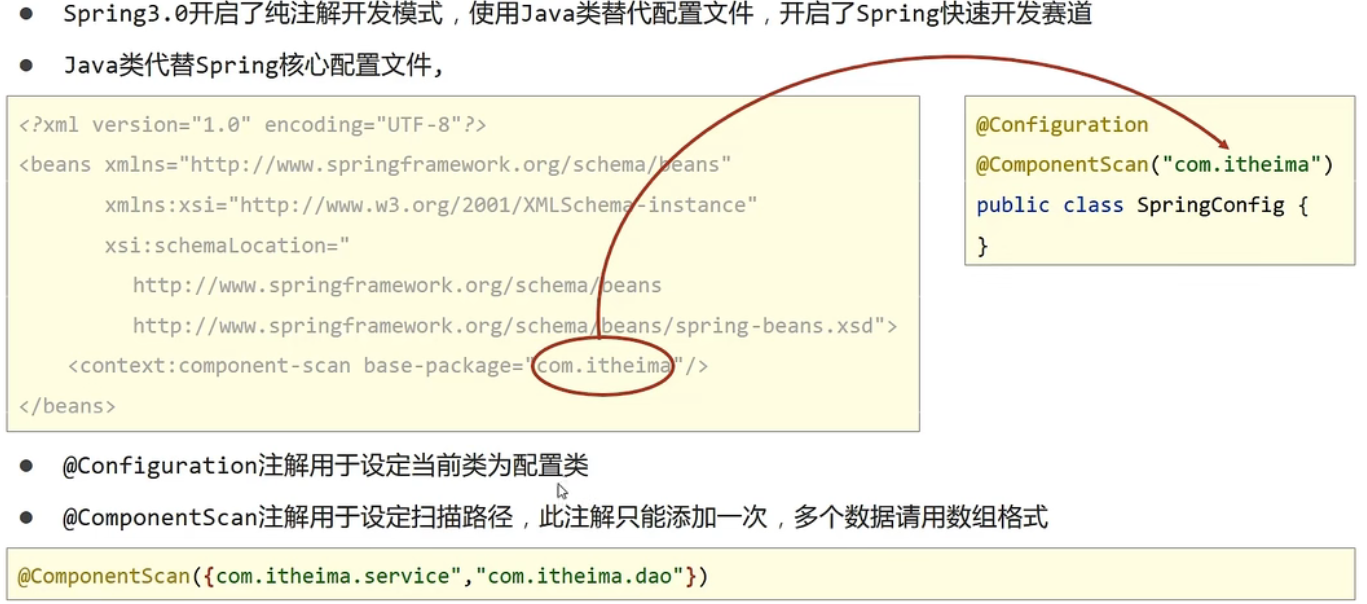 ● Spring3.0开启了纯注解开发模式，使用Java类替代配置文件，开启了Spring快速开发赛道
● Java类代替Spring核心配置文件,
<?xml version="1.0" encoding="UTF-8"?>
<beans xmlns="http://www.springframework.org/schema/beans"
xmlns:xsi="http://www.w3.org/2001/XMLSchema-instance"
xsi:schemaLocation="
http://www.springframework.org/schema/beans
http://www.springframework.org/schema/beans/spring-beans.xsd">
<context:component-scan base-package="com.itheima"/>
</beans>
@Configuration
@ComponentScan("com.itheima")
public class SpringConfig {
}
● @Configuration注解用于设定当前类为配置类
● @ComponentScan注解用于设定扫描路径，此注解只能添加一次，多个数据请用数组格式
@ComponentScan({com.itheima.service","com.itheima.dao"})